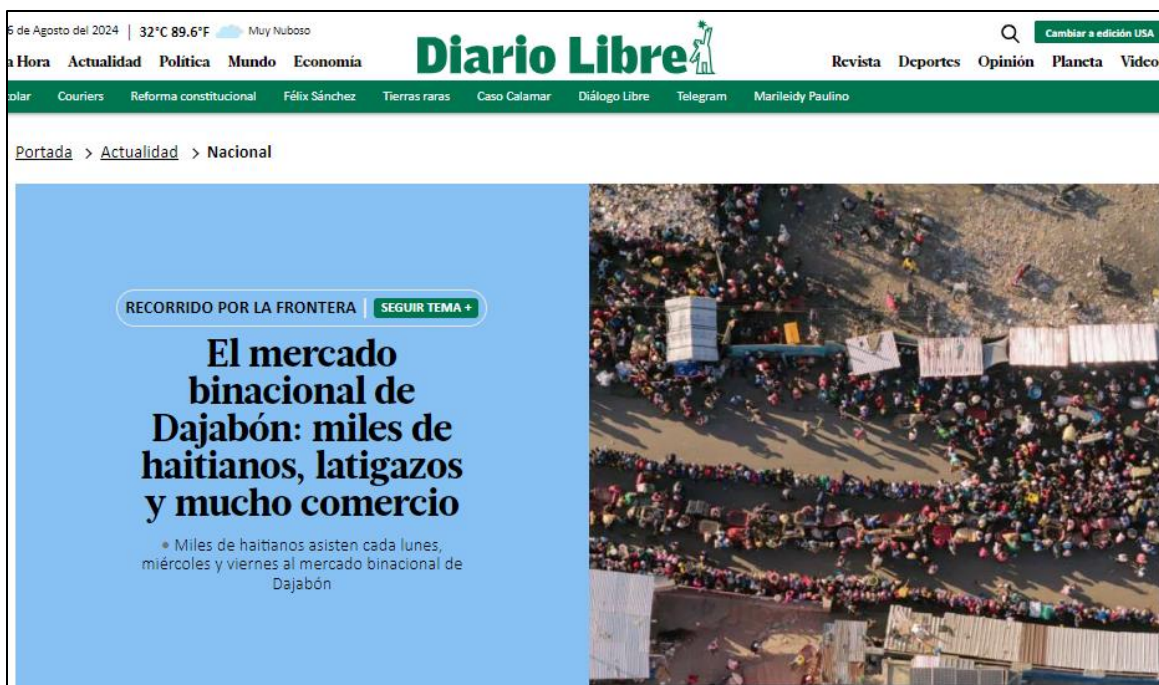 6 de Agosto del 2024 | 32°C 89.6°F Muy Nuboso
Diario Libre
Cambiar a edición USA
a Hora Actualidad Política Mundo Economía
Revista Deportes Opinión Planeta Video
olar Couriers Reforma constitucional Félix Sánchez Tierras raras Caso Calamar Diálogo Libre Telegram Marileidy Paulino
Portada > Actualidad > Nacional
RECORRIDO POR LA FRONTERA | SEGUIR TEMA +
El mercado
binacional de
Dajabón: miles de
haitianos, latigazos
y mucho comercio
• Miles de haitianos asisten cada lunes,
miércoles y viernes al mercado binacional de
Dajabón